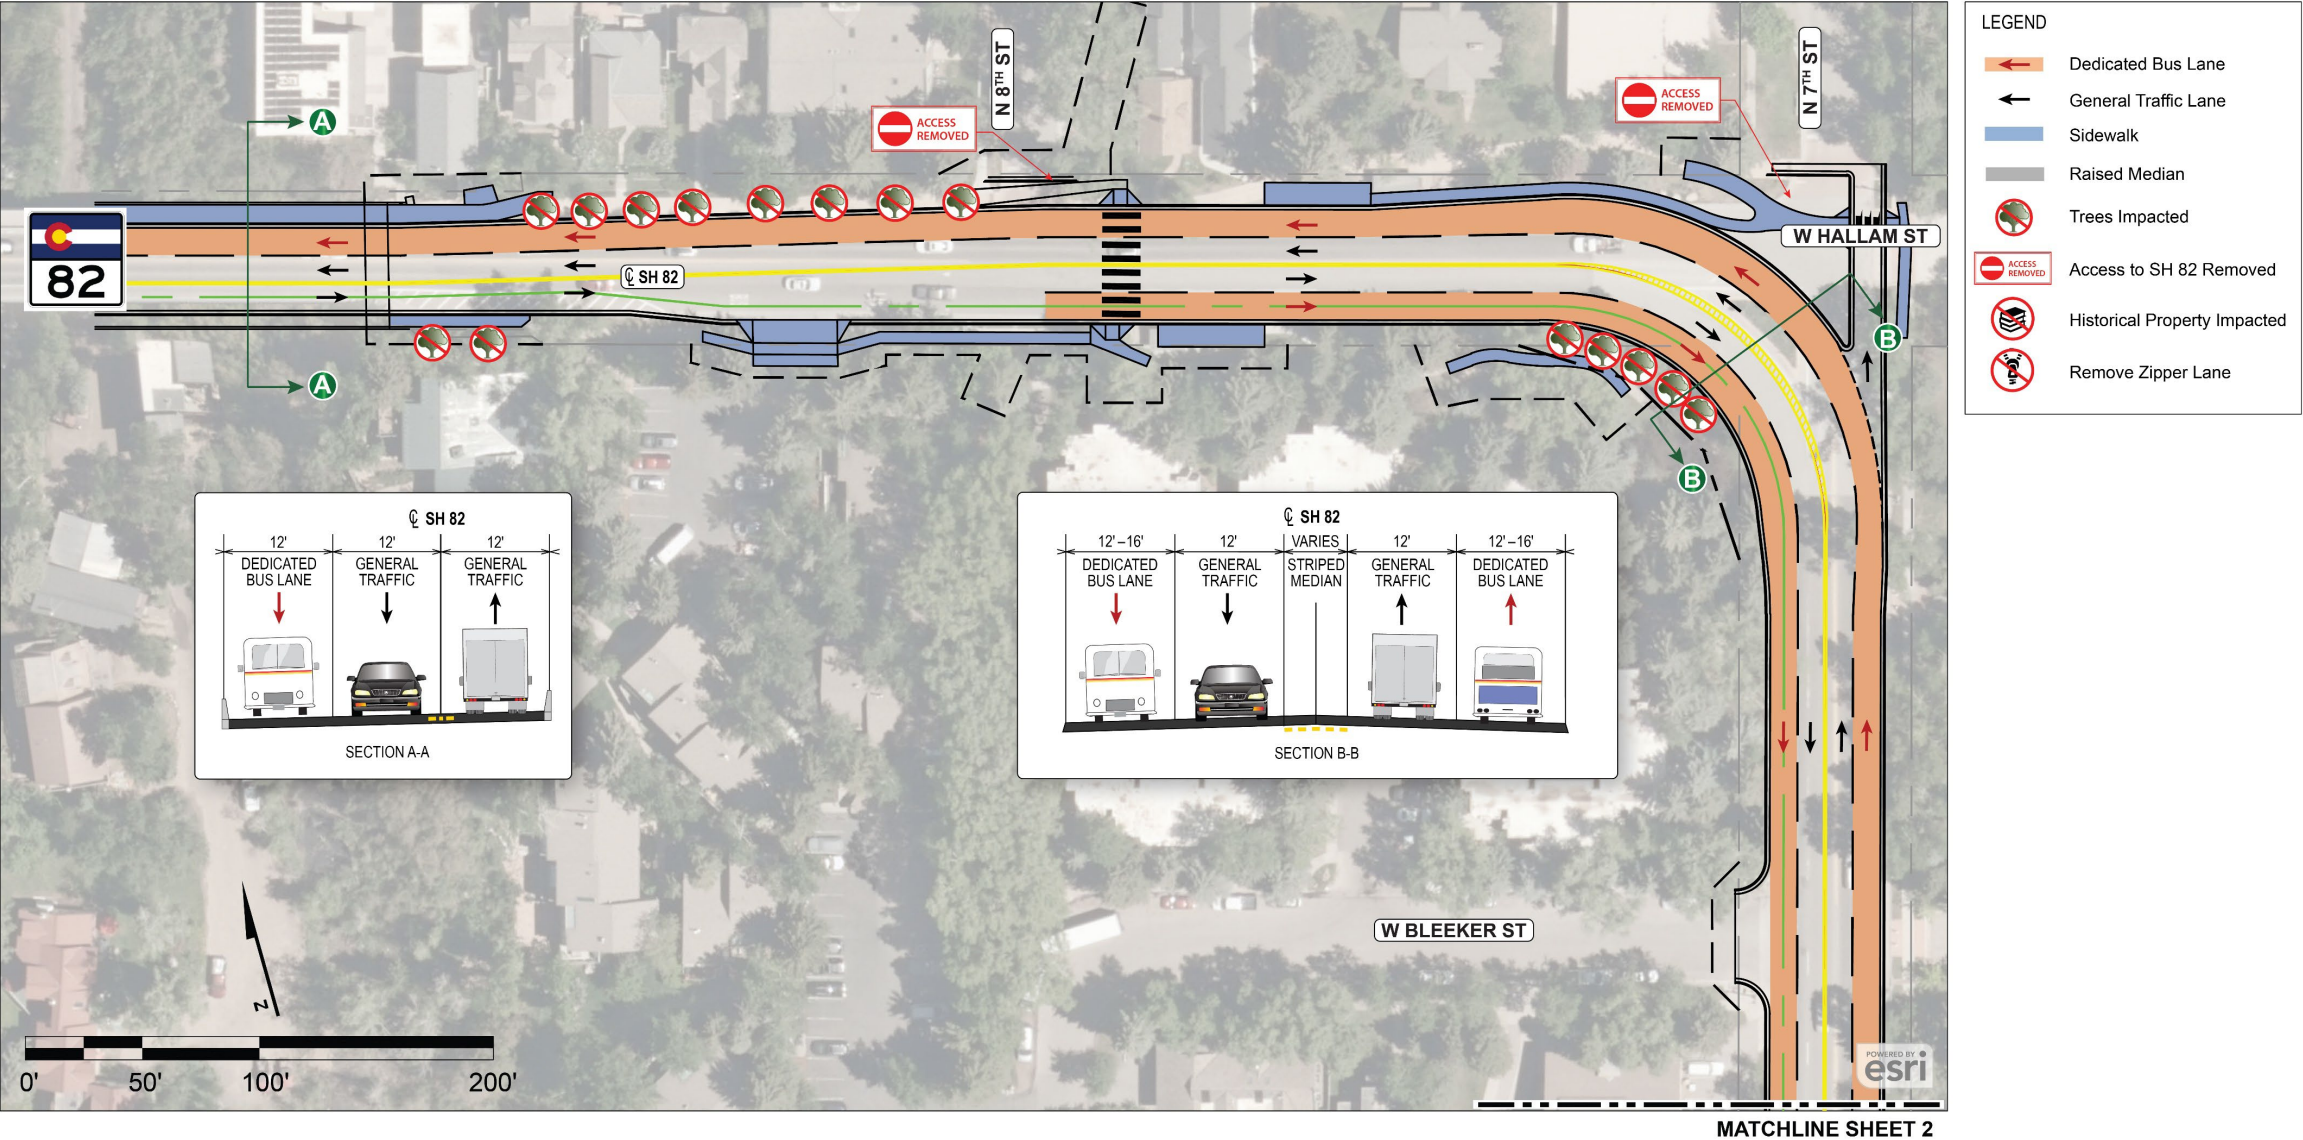 LEGEND
Dedicated Bus Lane
General Traffic Lane
Sidewalk
Raised Median
Trees Impacted
ACCESS
REMOVED
Access to SH 82 Removed
Historical Property Impacted
Remove Zipper Lane
N 8TH ST
N 7TH ST
ACCESS
REMOVED
ACCESS
REMOVED
A
W HALLAM ST
82
℄ SH 82
B
A
B
℄ SH 82
12'
12'
12'
DEDICATED
BUS LANE
GENERAL
TRAFFIC
GENERAL
TRAFFIC
SECTION A-A
℄ SH 82
12'–16'
12'
VARIES
12'
12'–16'
DEDICATED
BUS LANE
GENERAL
TRAFFIC
STRIPED
MEDIAN
GENERAL
TRAFFIC
DEDICATED
BUS LANE
SECTION B-B
W BLEEKER ST
N
0' 50' 100' 200'
POWERED BY
esri
MATCHLINE SHEET 2